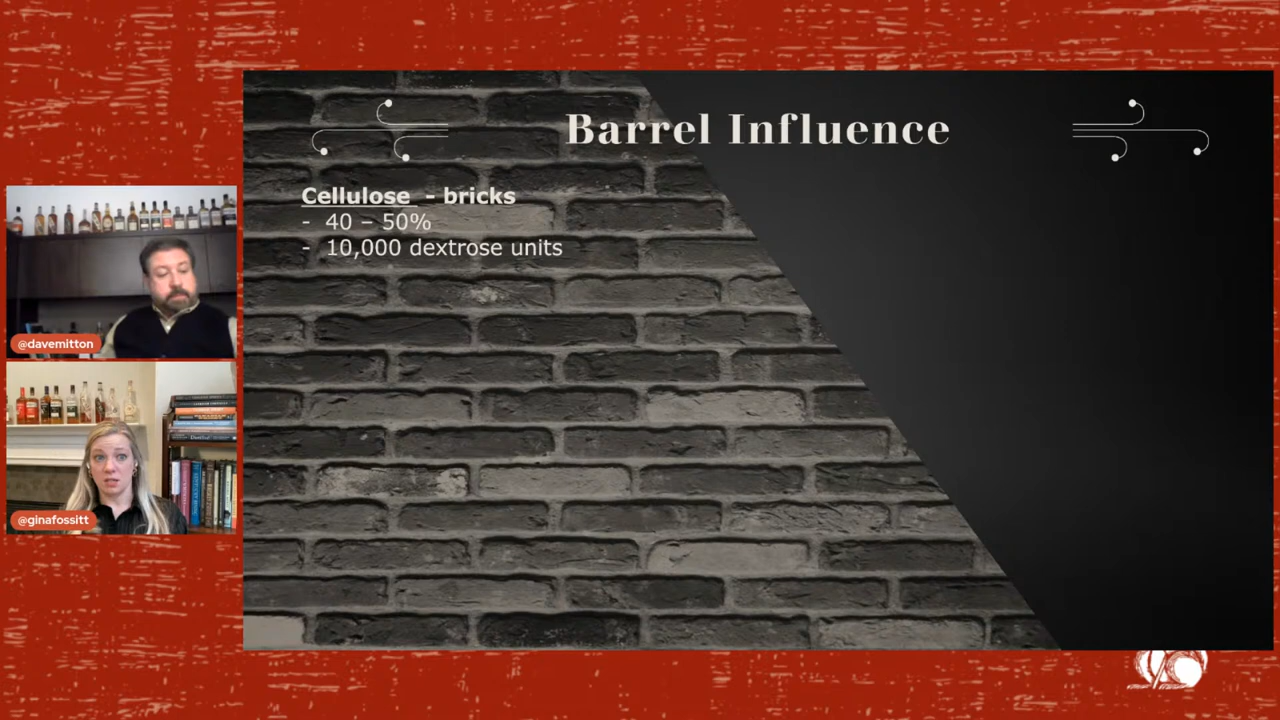 Barrel Influence
Cellulose - bricks
- 40 – 50%
- 10,000 dextrose units
@davemitton
@ginafossitt